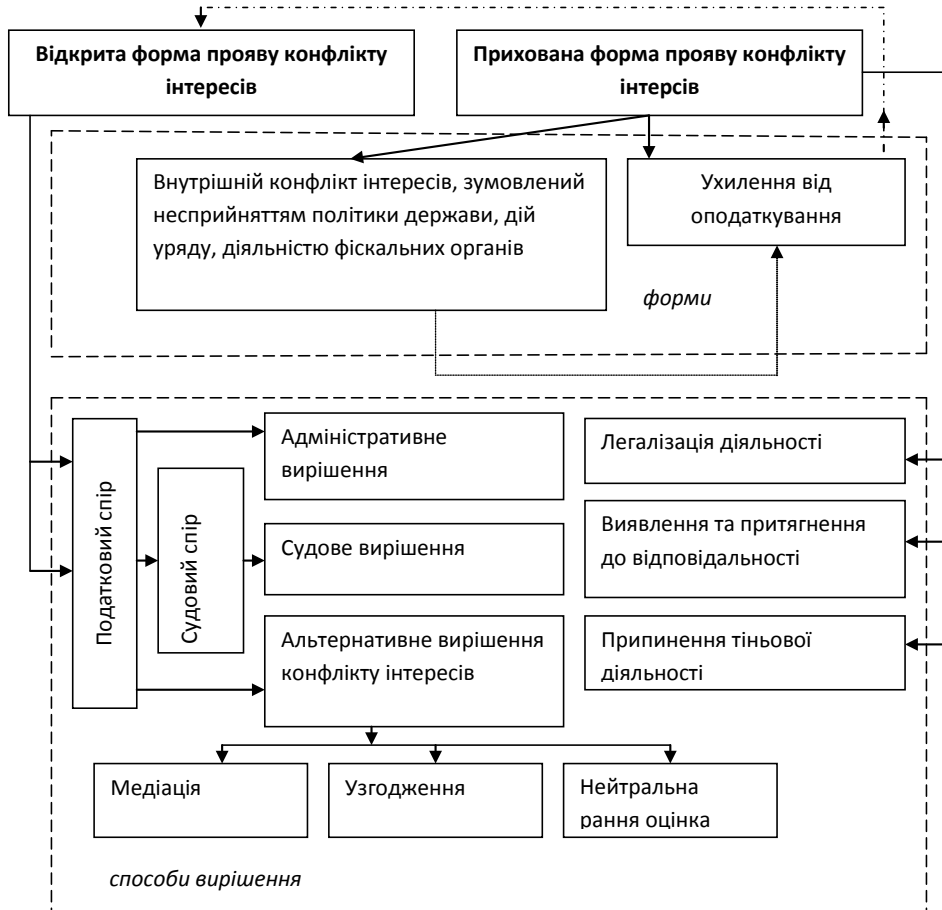 Відкрита форма прояву конфлікту
інтересів
Прихована форма прояву конфлікту
інтерсів
Внутрішній конфлікт інтересів, зумовлений
несприйняттям політики держави, дій
уряду, діяльністю фіскальних органів
Ухилення від
оподаткування
форми
Податковий спір
Судовий спір
Адміністративне
вирішення
Судове вирішення
Альтернативне вирішення
конфлікту інтересів
Легалізація діяльності
Виявлення та притягнення
до відповідальності
Припинення тіньової
діяльності
Медіація
Узгодження
Нейтральна
рання оцінка
способи вирішення